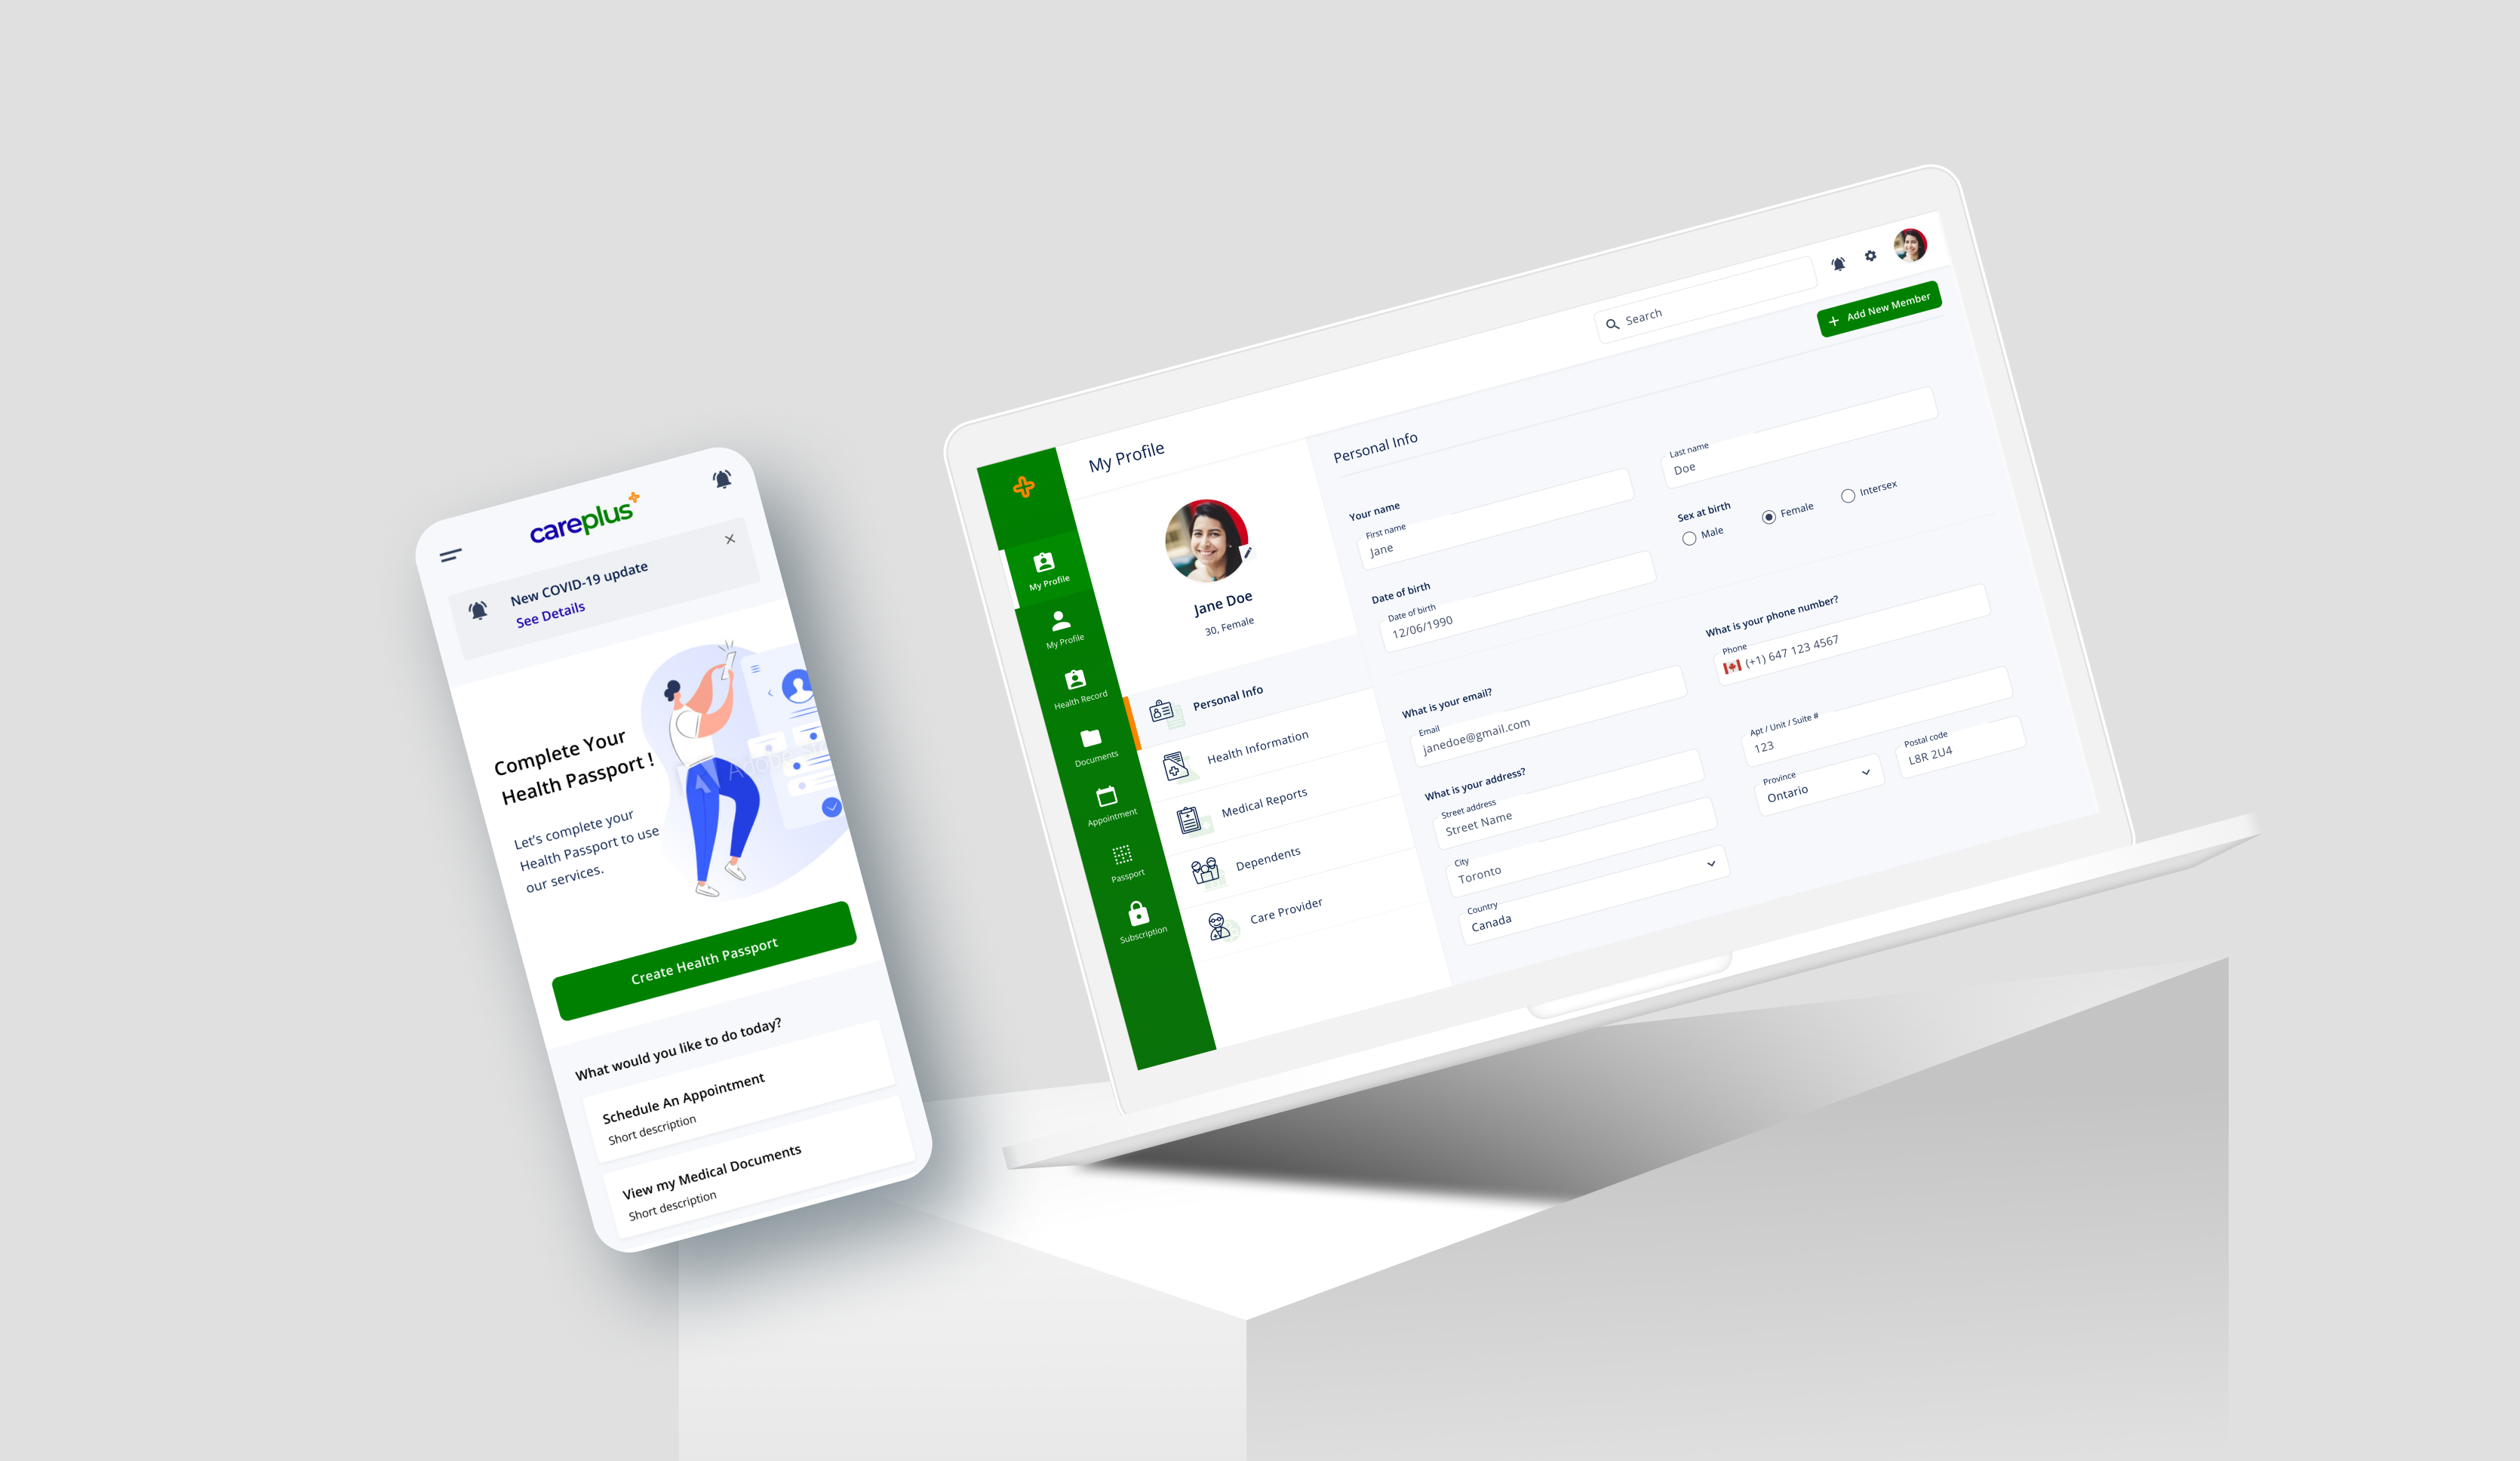 careplus
New COVID-19 update
See Details
Complete Your
Health Passport !
Let's complete your
Health Passport to use
our services.
Create Health Passport
What would you like to do today?
Schedule An Appointment
Short description
View my Medical Documents
Short description
My Profile
Search
Add New Member
My Profile
My Profile
Health Record
Documents
Appointment
Passport
Subscription
Jane Doe
30, Female
Personal Info
Health Information
Medical Reports
Dependents
Care Provider
Personal Info
Your name
First name
Jane
Last name
Doe
Date of birth
Date of birth
12/06/1990
Sex at birth
Male
Female
Intersex
What is your email?
Email
janedoe@gmail.com
What is your phone number?
Phone
(+1) 647 123 4567
What is your address?
Street address
Street Name
Apt / Unit / Suite #
123
City
Toronto
Province
Ontario
Postal code
L8R 2U4
Country
Canada